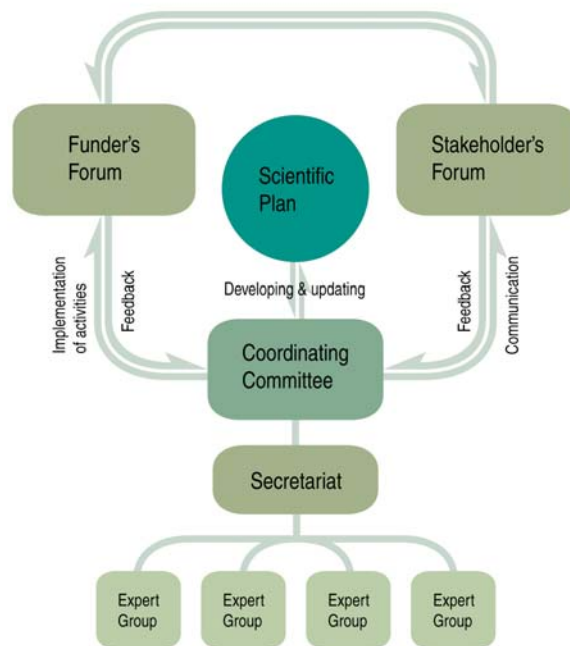 Funder's
Forum
Stakeholder's
Forum
Scientific
Plan
Implementation
of activities
Feedback
Developing & updating
Feedback
Communication
Coordinating
Committee
Secretariat
Expert
Group
Expert
Group
Expert
Group
Expert
Group